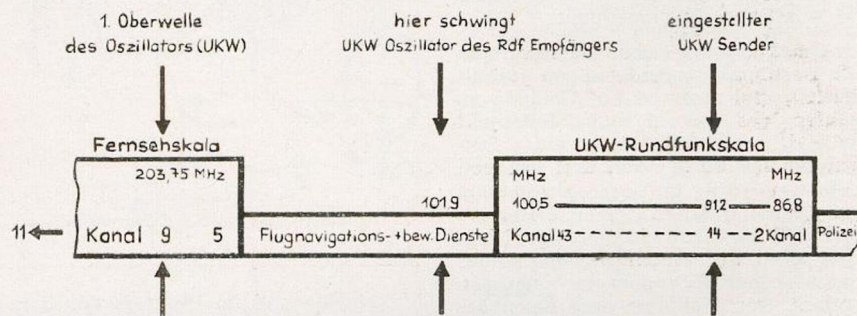 1. Oberwelle
des Oszillators (UKW)
hier schwingt
UKW Oszillator des Rdf Empfängers
eingestellter
UKW Sender
Fernsehskala
UKW-Rundfunkskala
203,75 MHz
MHz
MHz
101.9
100,5
91,2
86,8
11
Kanal 9 5
Flugnavigations- + bew. Dienste
Kanal 43
14
2 Kanal
Polizei